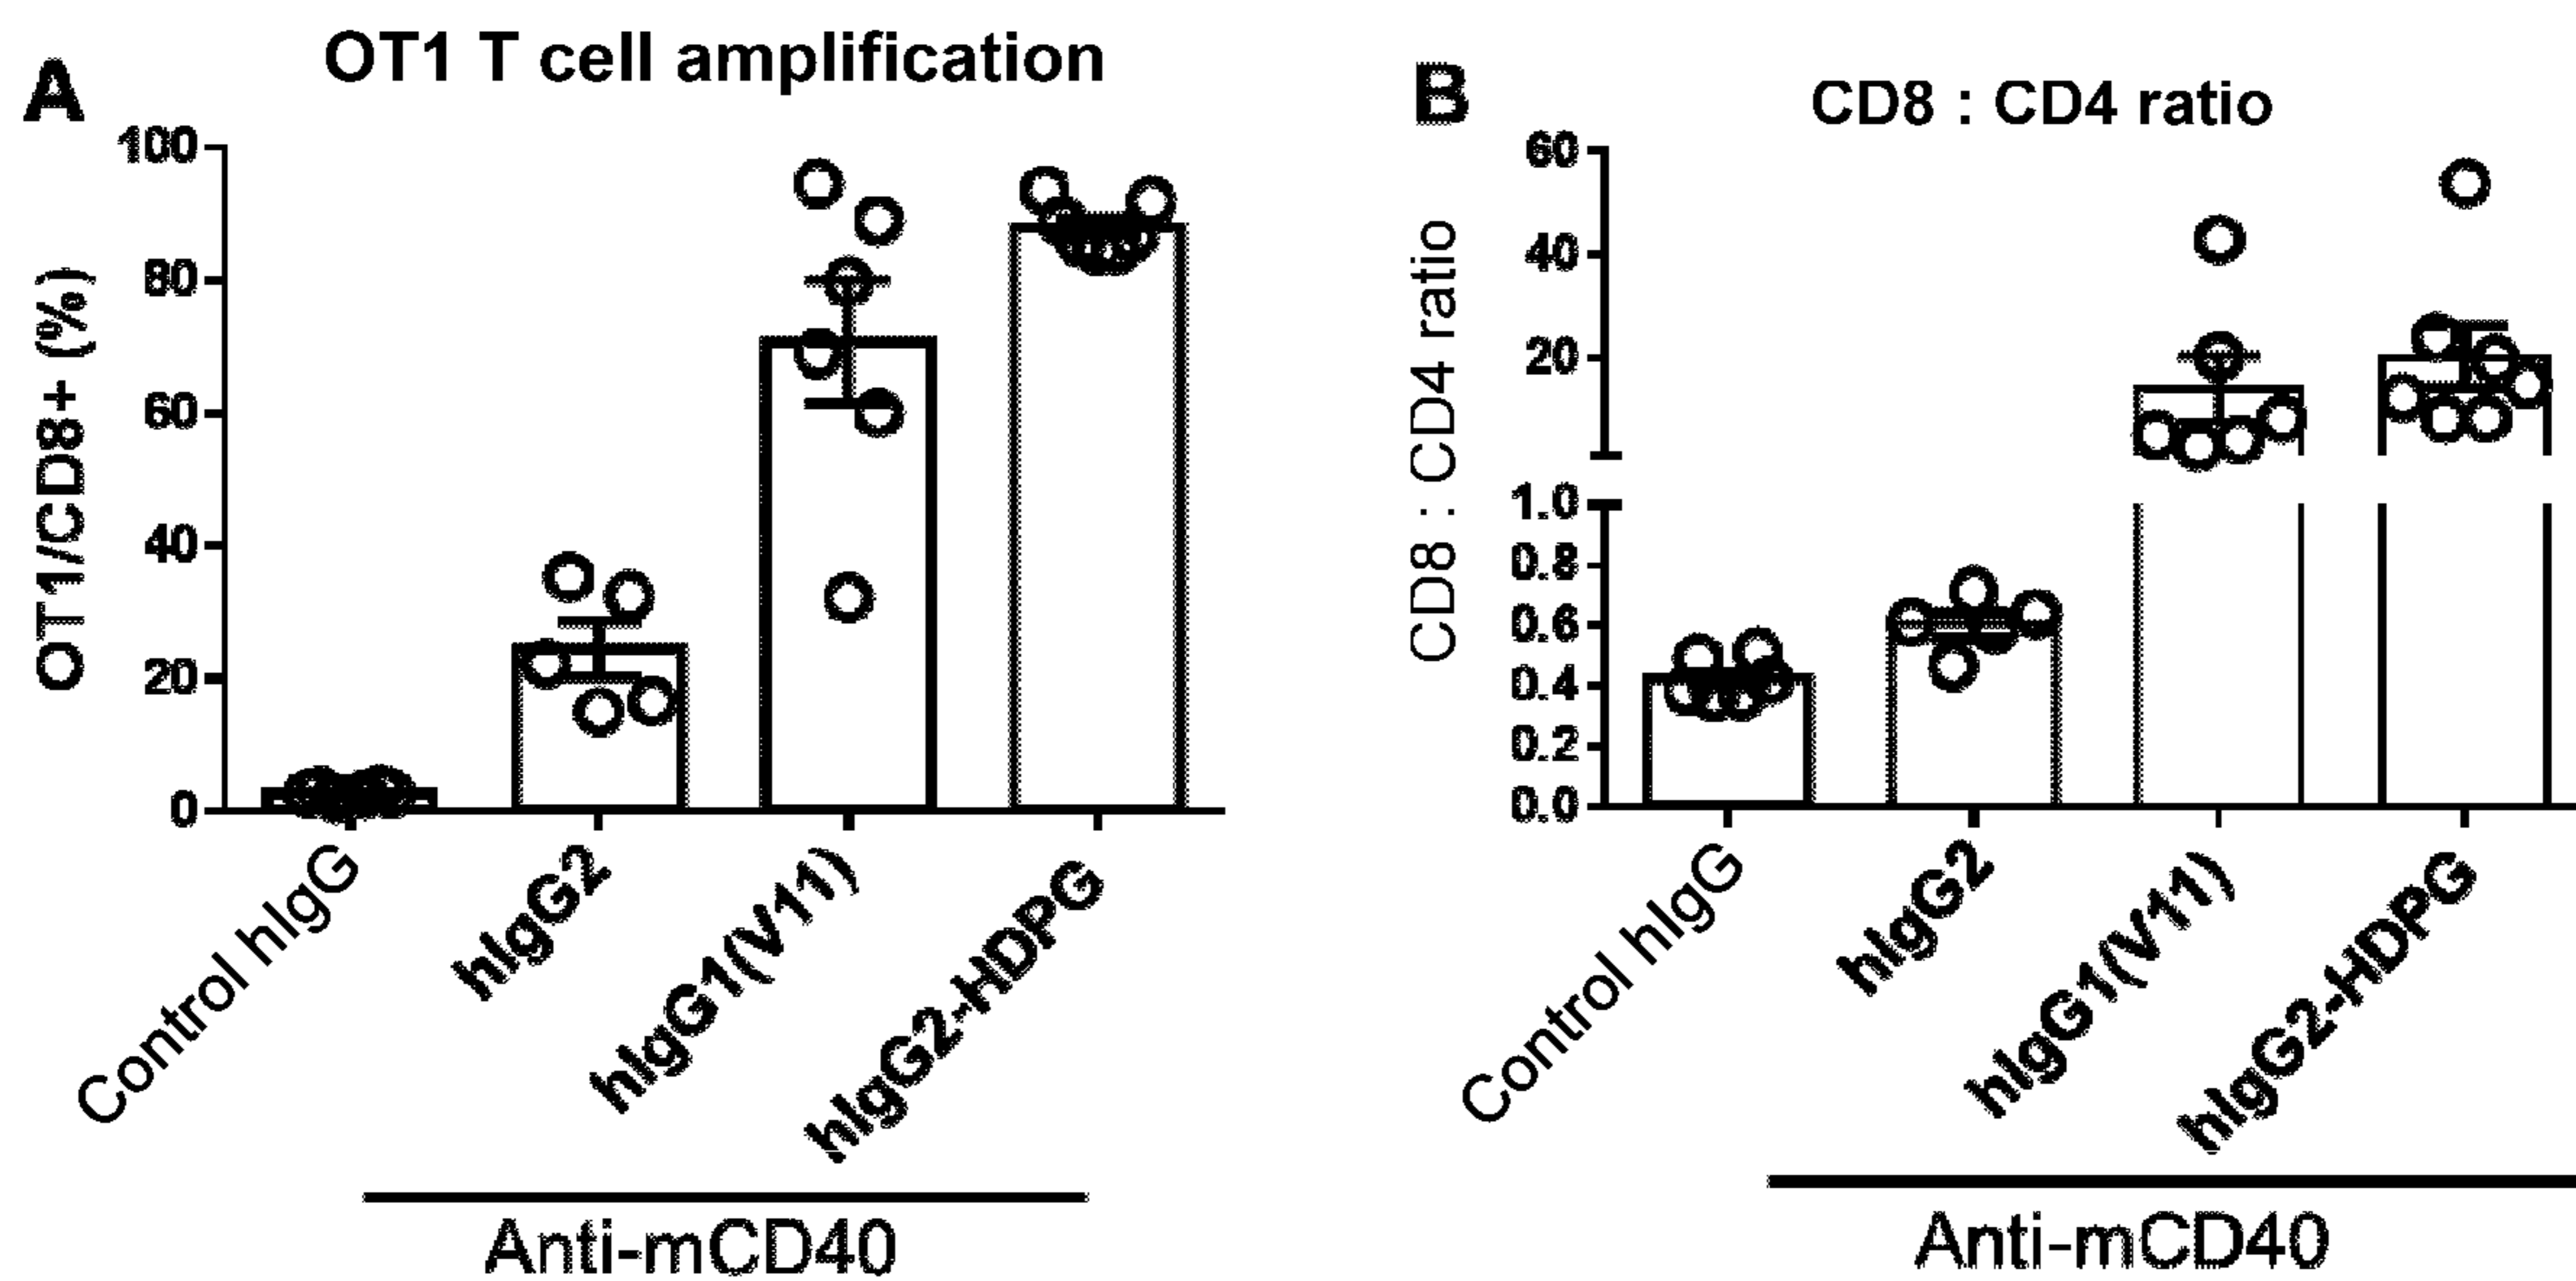 A
OT1 T cell amplification
OT1/CD8+ (%)
100
80
60
40
20
0
Control hIgG
hIgG2
hIgG1(V11)
hIgG2-HDPG
Anti-mCD40
B
CD8 : CD4 ratio
CD8 : CD4 ratio
60
40
20
1.0
0.8
0.6
0.4
0.2
0.0
Control hIgG
hIgG2
hIgG1(V11)
hIgG2-HDPG
Anti-mCD40